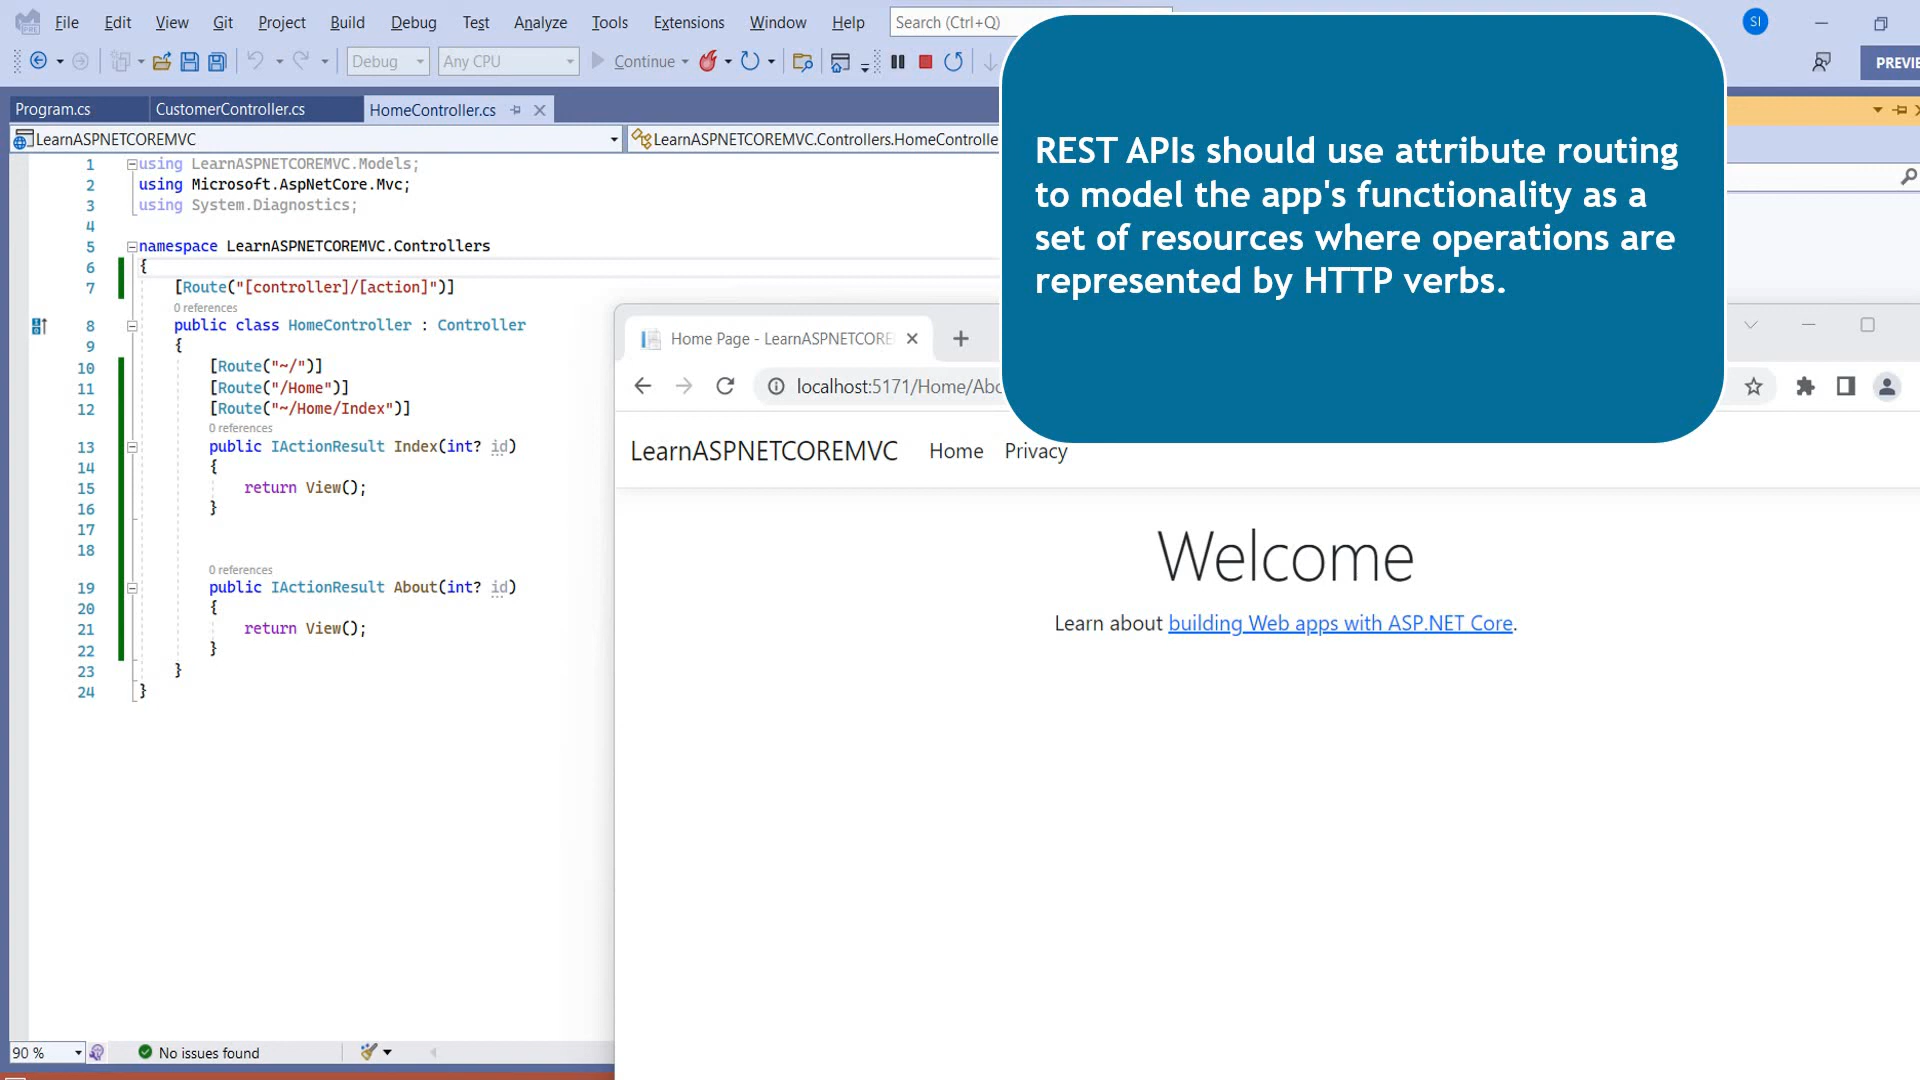 File Edit View Git Project Build Debug Test Analyze Tools Extensions Window Help Search (Ctrl+Q) SI
Debug Any CPU Continue
Program.cs CustomerController.cs HomeController.cs
LearnASPNETCOREMVC LearnASPNETCOREMVC.Controllers.HomeControlle
1 using LearnASPNETCOREMVC.Models;
2 using Microsoft.AspNetCore.Mvc;
3 using System.Diagnostics;
4
5 namespace LearnASPNETCOREMVC.Controllers
6 {
7 [Route("[controller]/[action]")]
0 references
8 public class HomeController : Controller
9 {
10 [Route("~/")]
11 [Route("/Home")]
12 [Route("~/Home/Index")]
0 references
13 public IActionResult Index(int? id)
14 {
15 return View();
16 }
17
18
0 references
19 public IActionResult About(int? id)
20 {
21 return View();
22 }
23 }
24 }
90 % No issues found
REST APIs should use attribute routing
to model the app's functionality as a
set of resources where operations are
represented by HTTP verbs.
Home Page - LearnASPNETCORE
localhost:5171/Home/Abo
LearnASPNETCOREMVC Home Privacy
Welcome
Learn about building Web apps with ASP.NET Core.